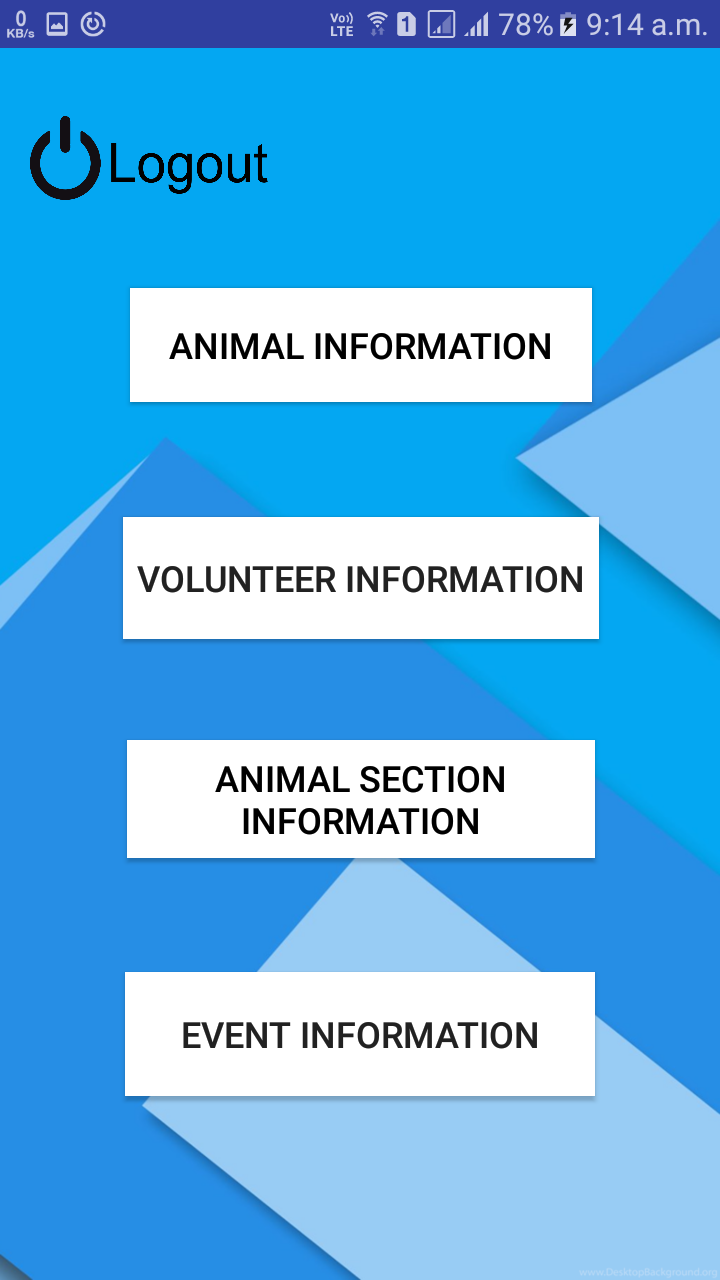 0 KB/s Vo)) LTE 1 78% 9:14 a.m.
Logout
ANIMAL INFORMATION
VOLUNTEER INFORMATION
ANIMAL SECTION
INFORMATION
EVENT INFORMATION
www.DesktopBackground.org